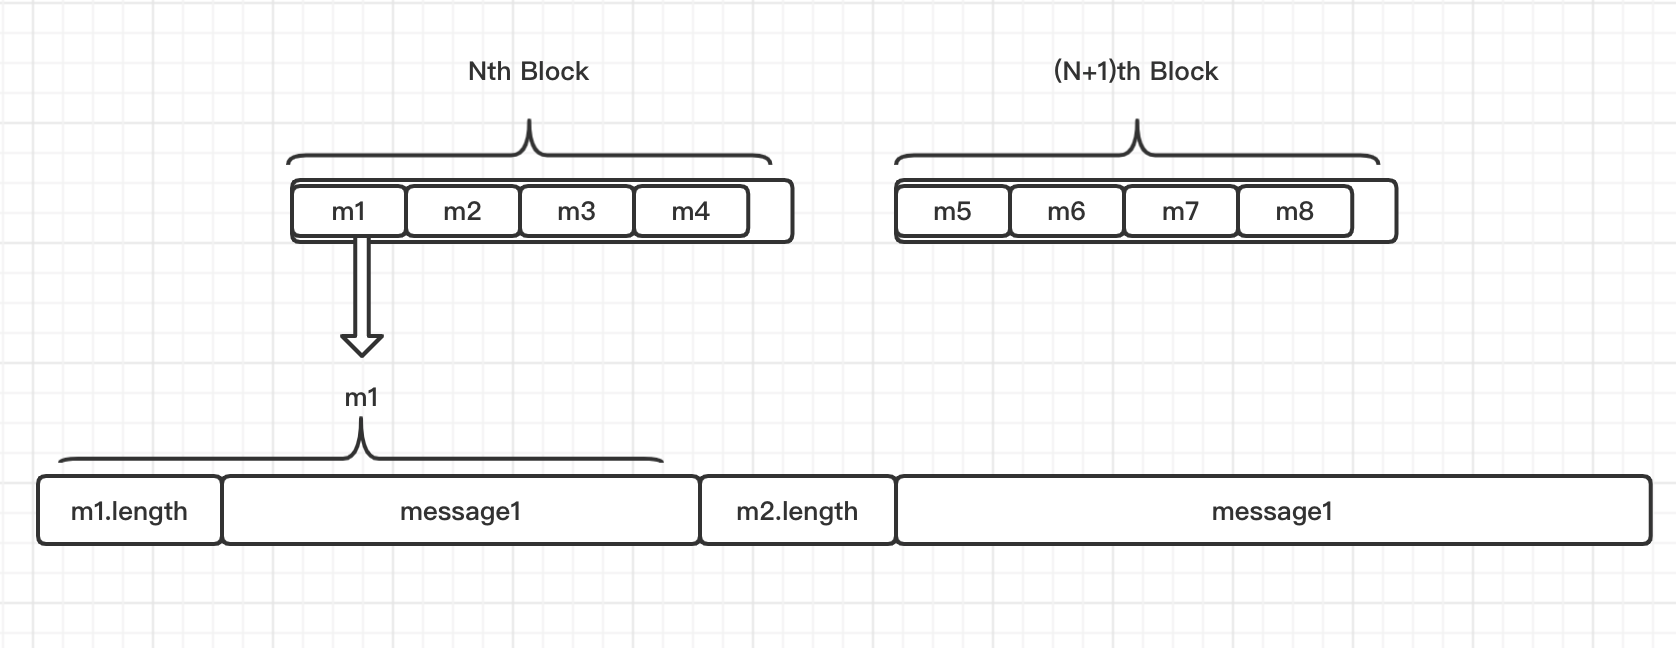 Nth Block
(N+1)th Block
m1 m2 m3 m4
m5 m6 m7 m8
m1
m1.length message1 m2.length message1